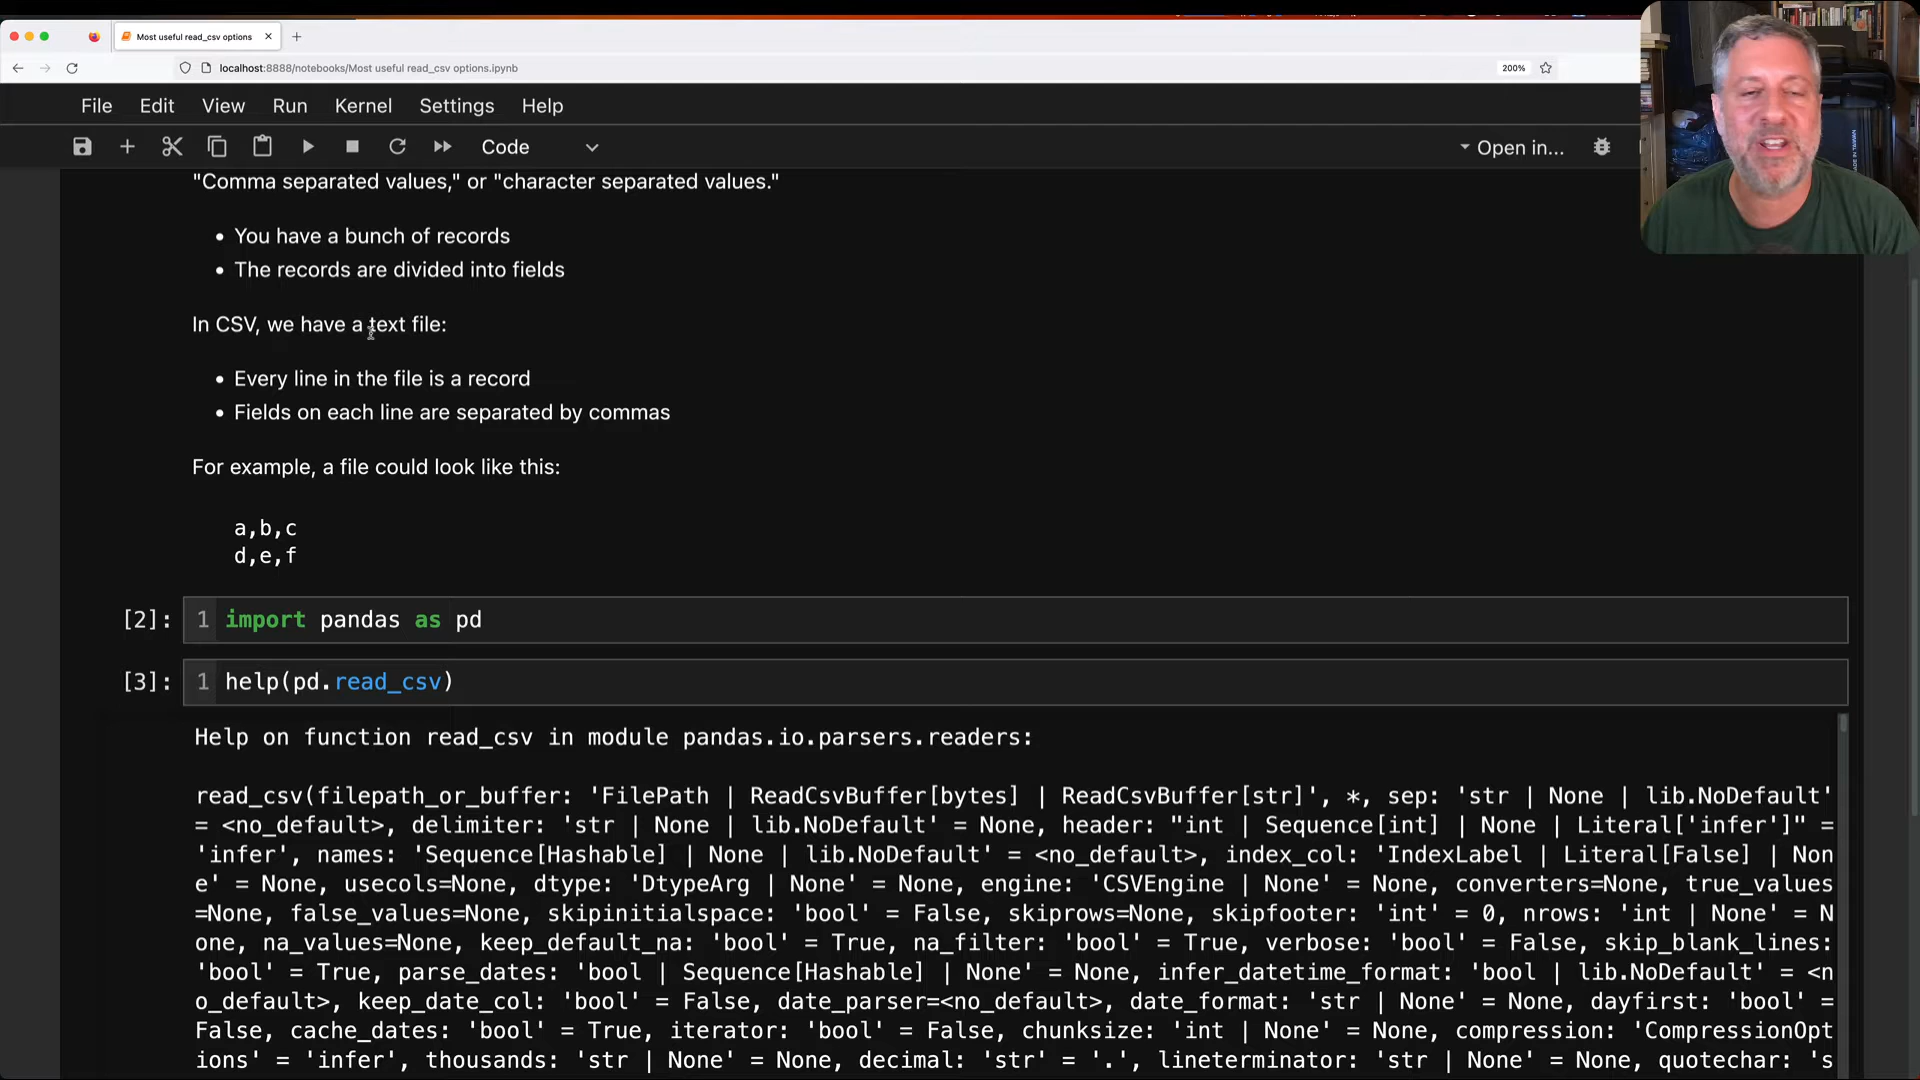 Most useful read_csv options
localhost:8888/notebooks/Most useful read_csv options.ipynb
200%
File Edit View Run Kernel Settings Help
Code
Open in...
"Comma separated values," or "character separated values."
• You have a bunch of records
• The records are divided into fields
In CSV, we have a text file:
• Every line in the file is a record
• Fields on each line are separated by commas
For example, a file could look like this:
a,b,c
d,e,f
[2]: 1 import pandas as pd
[3]: 1 help(pd.read_csv)
Help on function read_csv in module pandas.io.parsers.readers:
read_csv(filepath_or_buffer: 'FilePath | ReadCsvBuffer[bytes] | ReadCsvBuffer[str]', *, sep: 'str | None | lib.NoDefault'
= <no_default>, delimiter: 'str | None | lib.NoDefault' = None, header: "int | Sequence[int] | None | Literal['infer']" =
'infer', names: 'Sequence[Hashable] | None | lib.NoDefault' = <no_default>, index_col: 'IndexLabel | Literal[False] | Non
e' = None, usecols=None, dtype: 'DtypeArg | None' = None, engine: 'CSVEngine | None' = None, converters=None, true_values
=None, false_values=None, skipinitialspace: 'bool' = False, skiprows=None, skipfooter: 'int' = 0, nrows: 'int | None' = N
one, na_values=None, keep_default_na: 'bool' = True, na_filter: 'bool' = True, verbose: 'bool' = False, skip_blank_lines:
'bool' = True, parse_dates: 'bool | Sequence[Hashable] | None' = None, infer_datetime_format: 'bool | lib.NoDefault' = <n
o_default>, keep_date_col: 'bool' = False, date_parser=<no_default>, date_format: 'str | None' = None, dayfirst: 'bool' =
False, cache_dates: 'bool' = True, iterator: 'bool' = False, chunksize: 'int | None' = None, compression: 'CompressionOpt
ions' = 'infer', thousands: 'str | None' = None, decimal: 'str' = '.', lineterminator: 'str | None' = None, quotechar: 's